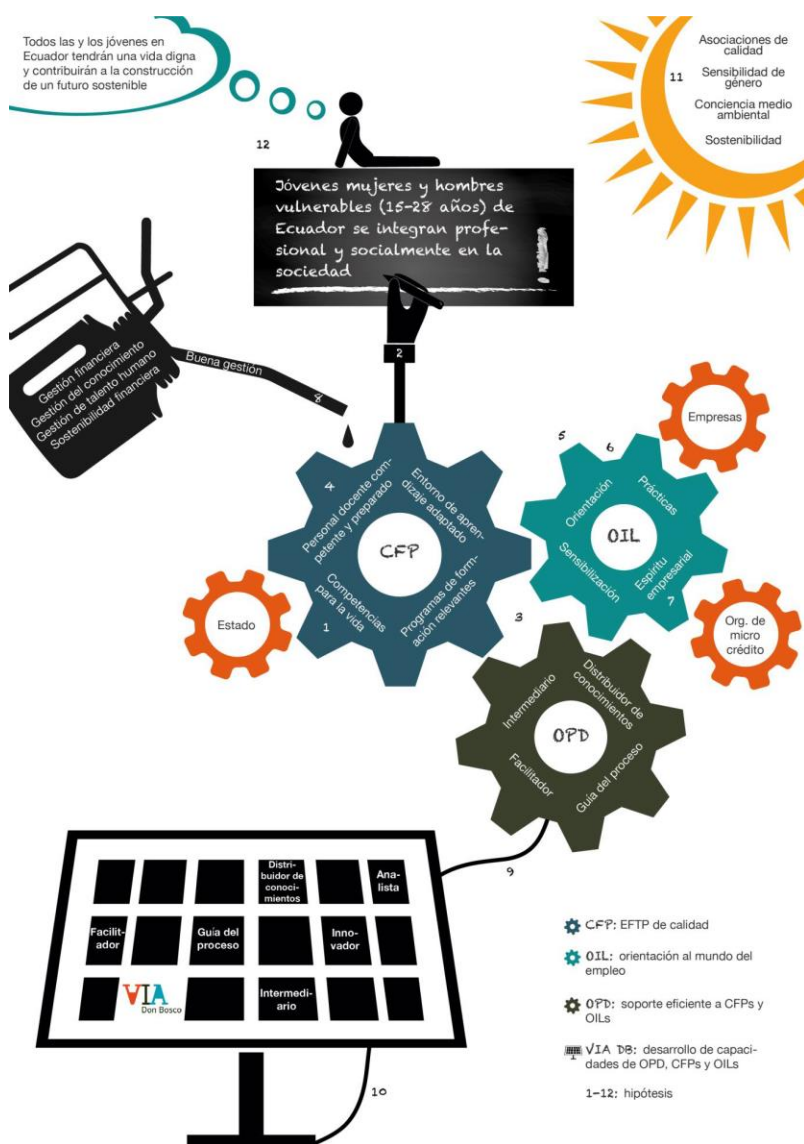 Todos las y los jóvenes en
Ecuador tendrán una vida digna
y contribuirán a la construcción
de un futuro sostenible
Asociaciones de
calidad
11
Sensibilidad de
género
Conciencia medio
ambiental
Sostenibilidad
12
Jóvenes mujeres y hombres
vulnerables (15-28 años) de
Ecuador se integran profe-
sional y socialmente en la
sociedad
!
2
Gestión financiera
Gestión del conocimiento
Gestión de talento humano
Sostenibilidad financiera
Buena gestión
8
Empresas
5
6
Orientación
Prácticas
OIL
Sensibilización
Espíritu
empresarial
7
4
Personal docente com-
petente y preparado
Entorno de apren-
dizaje adaptado
CFP
Competencias
para la vida
Programas de form-
ación relevantes
1
3
Estado
Org. de
micro
crédito
Intermediario
Distribuidor de
conocimientos
OPD
Facilitador
Guía del proceso
9
Distri-
buidor de
conoci-
mientos
Ana-
lista
Facilit-
ador
Guía del
proceso
Inno-
vador
VIA
Don Bosco
Intermedi-
ario
10
CFP: EFTP de calidad
OIL: orientación al mundo del
empleo
OPD: soporte eficiente a CFPs y
OILs
VIA DB: desarrollo de capaci-
dades de OPD, CFPs y OILs
1-12: hipótesis